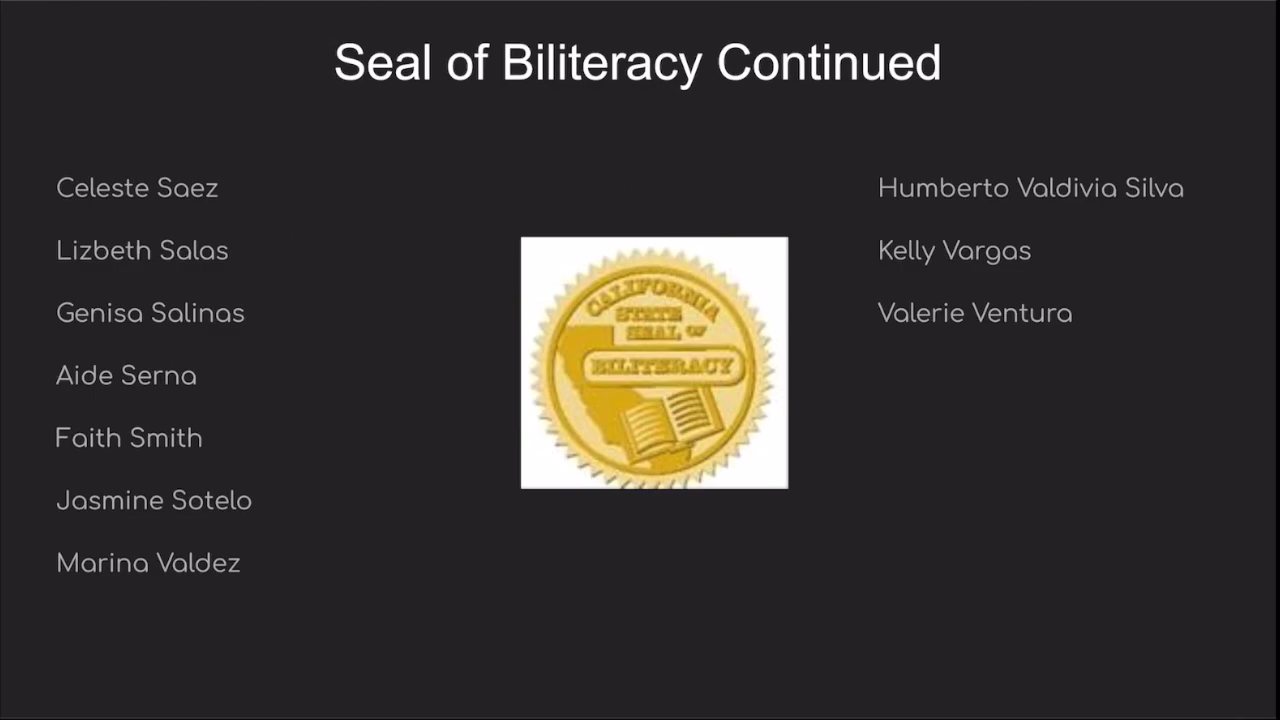 Seal of Biliteracy Continued
Celeste Saez
Lizbeth Salas
Genisa Salinas
Aide Serna
Faith Smith
Jasmine Sotelo
Marina Valdez
CALIFORNIA
STATE
SEAL OF
BILITERACY
Humberto Valdivia Silva
Kelly Vargas
Valerie Ventura